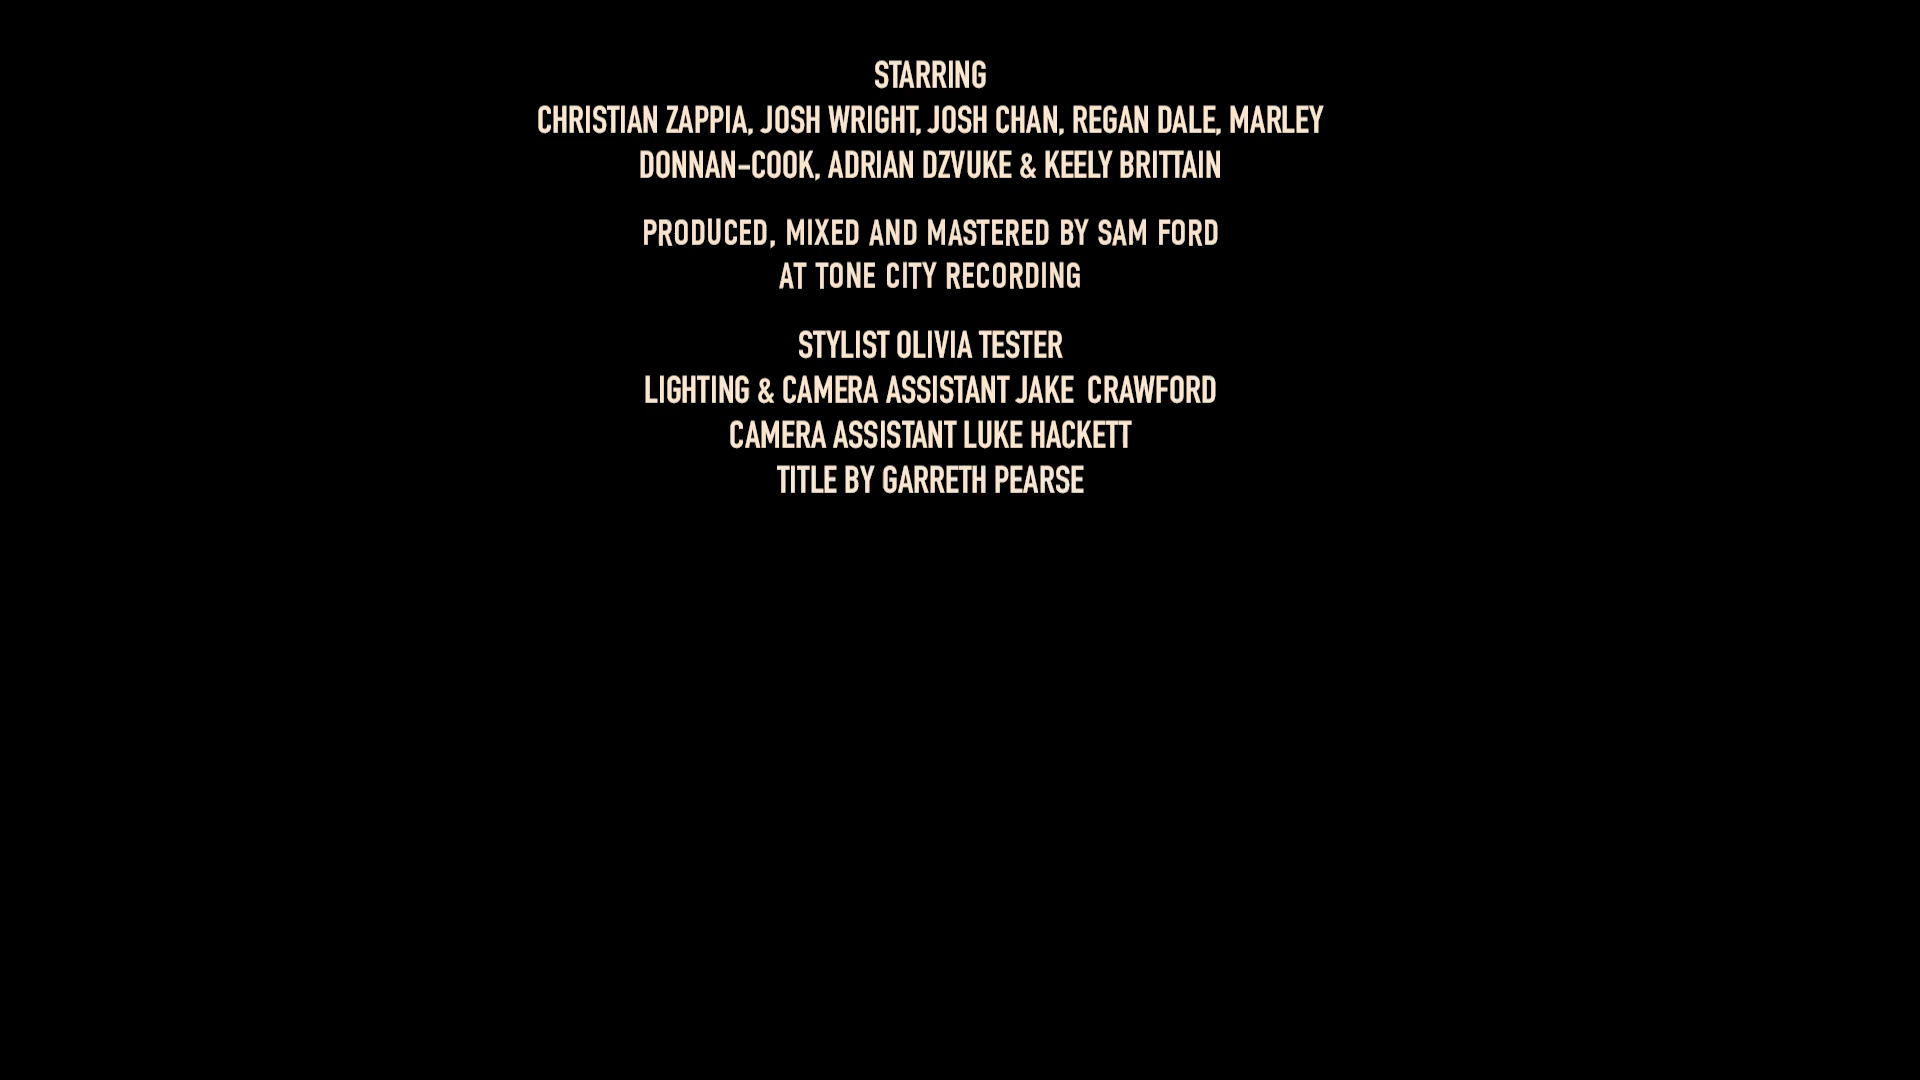 STARRING
CHRISTIAN ZAPPIA, JOSH WRIGHT, JOSH CHAN, REGAN DALE, MARLEY
DONNAN-COOK, ADRIAN DZVUKE & KEELY BRITTAIN
PRODUCED, MIXED AND MASTERED BY SAM FORD
AT TONE CITY RECORDING
STYLIST OLIVIA TESTER
LIGHTING & CAMERA ASSISTANT JAKE CRAWFORD
CAMERA ASSISTANT LUKE HACKETT
TITLE BY GARRETH PEARSE